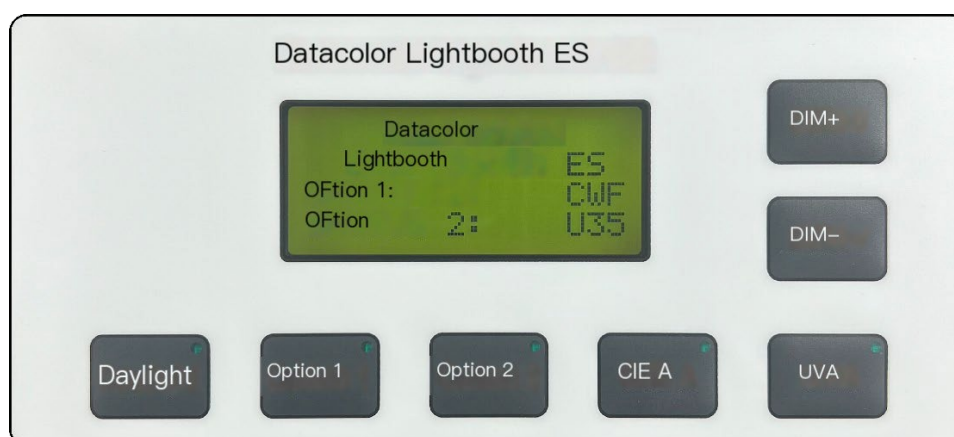 Datacolor Lightbooth ES
Datacolor
Lightbooth ES
OFtion 1: CWF
OFtion 2: U35
DIM+
DIM−
Daylight
Option 1
Option 2
CIE A
UVA